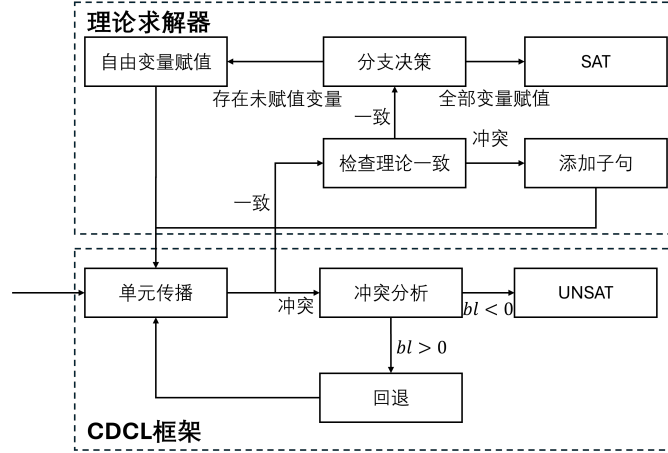 理论求解器
自由变量赋值
分支决策
SAT
存在未赋值变量
全部变量赋值
一致
冲突
检查理论一致
添加子句
一致
单元传播
冲突
冲突分析
bl < 0
UNSAT
bl > 0
回退
CDCL框架